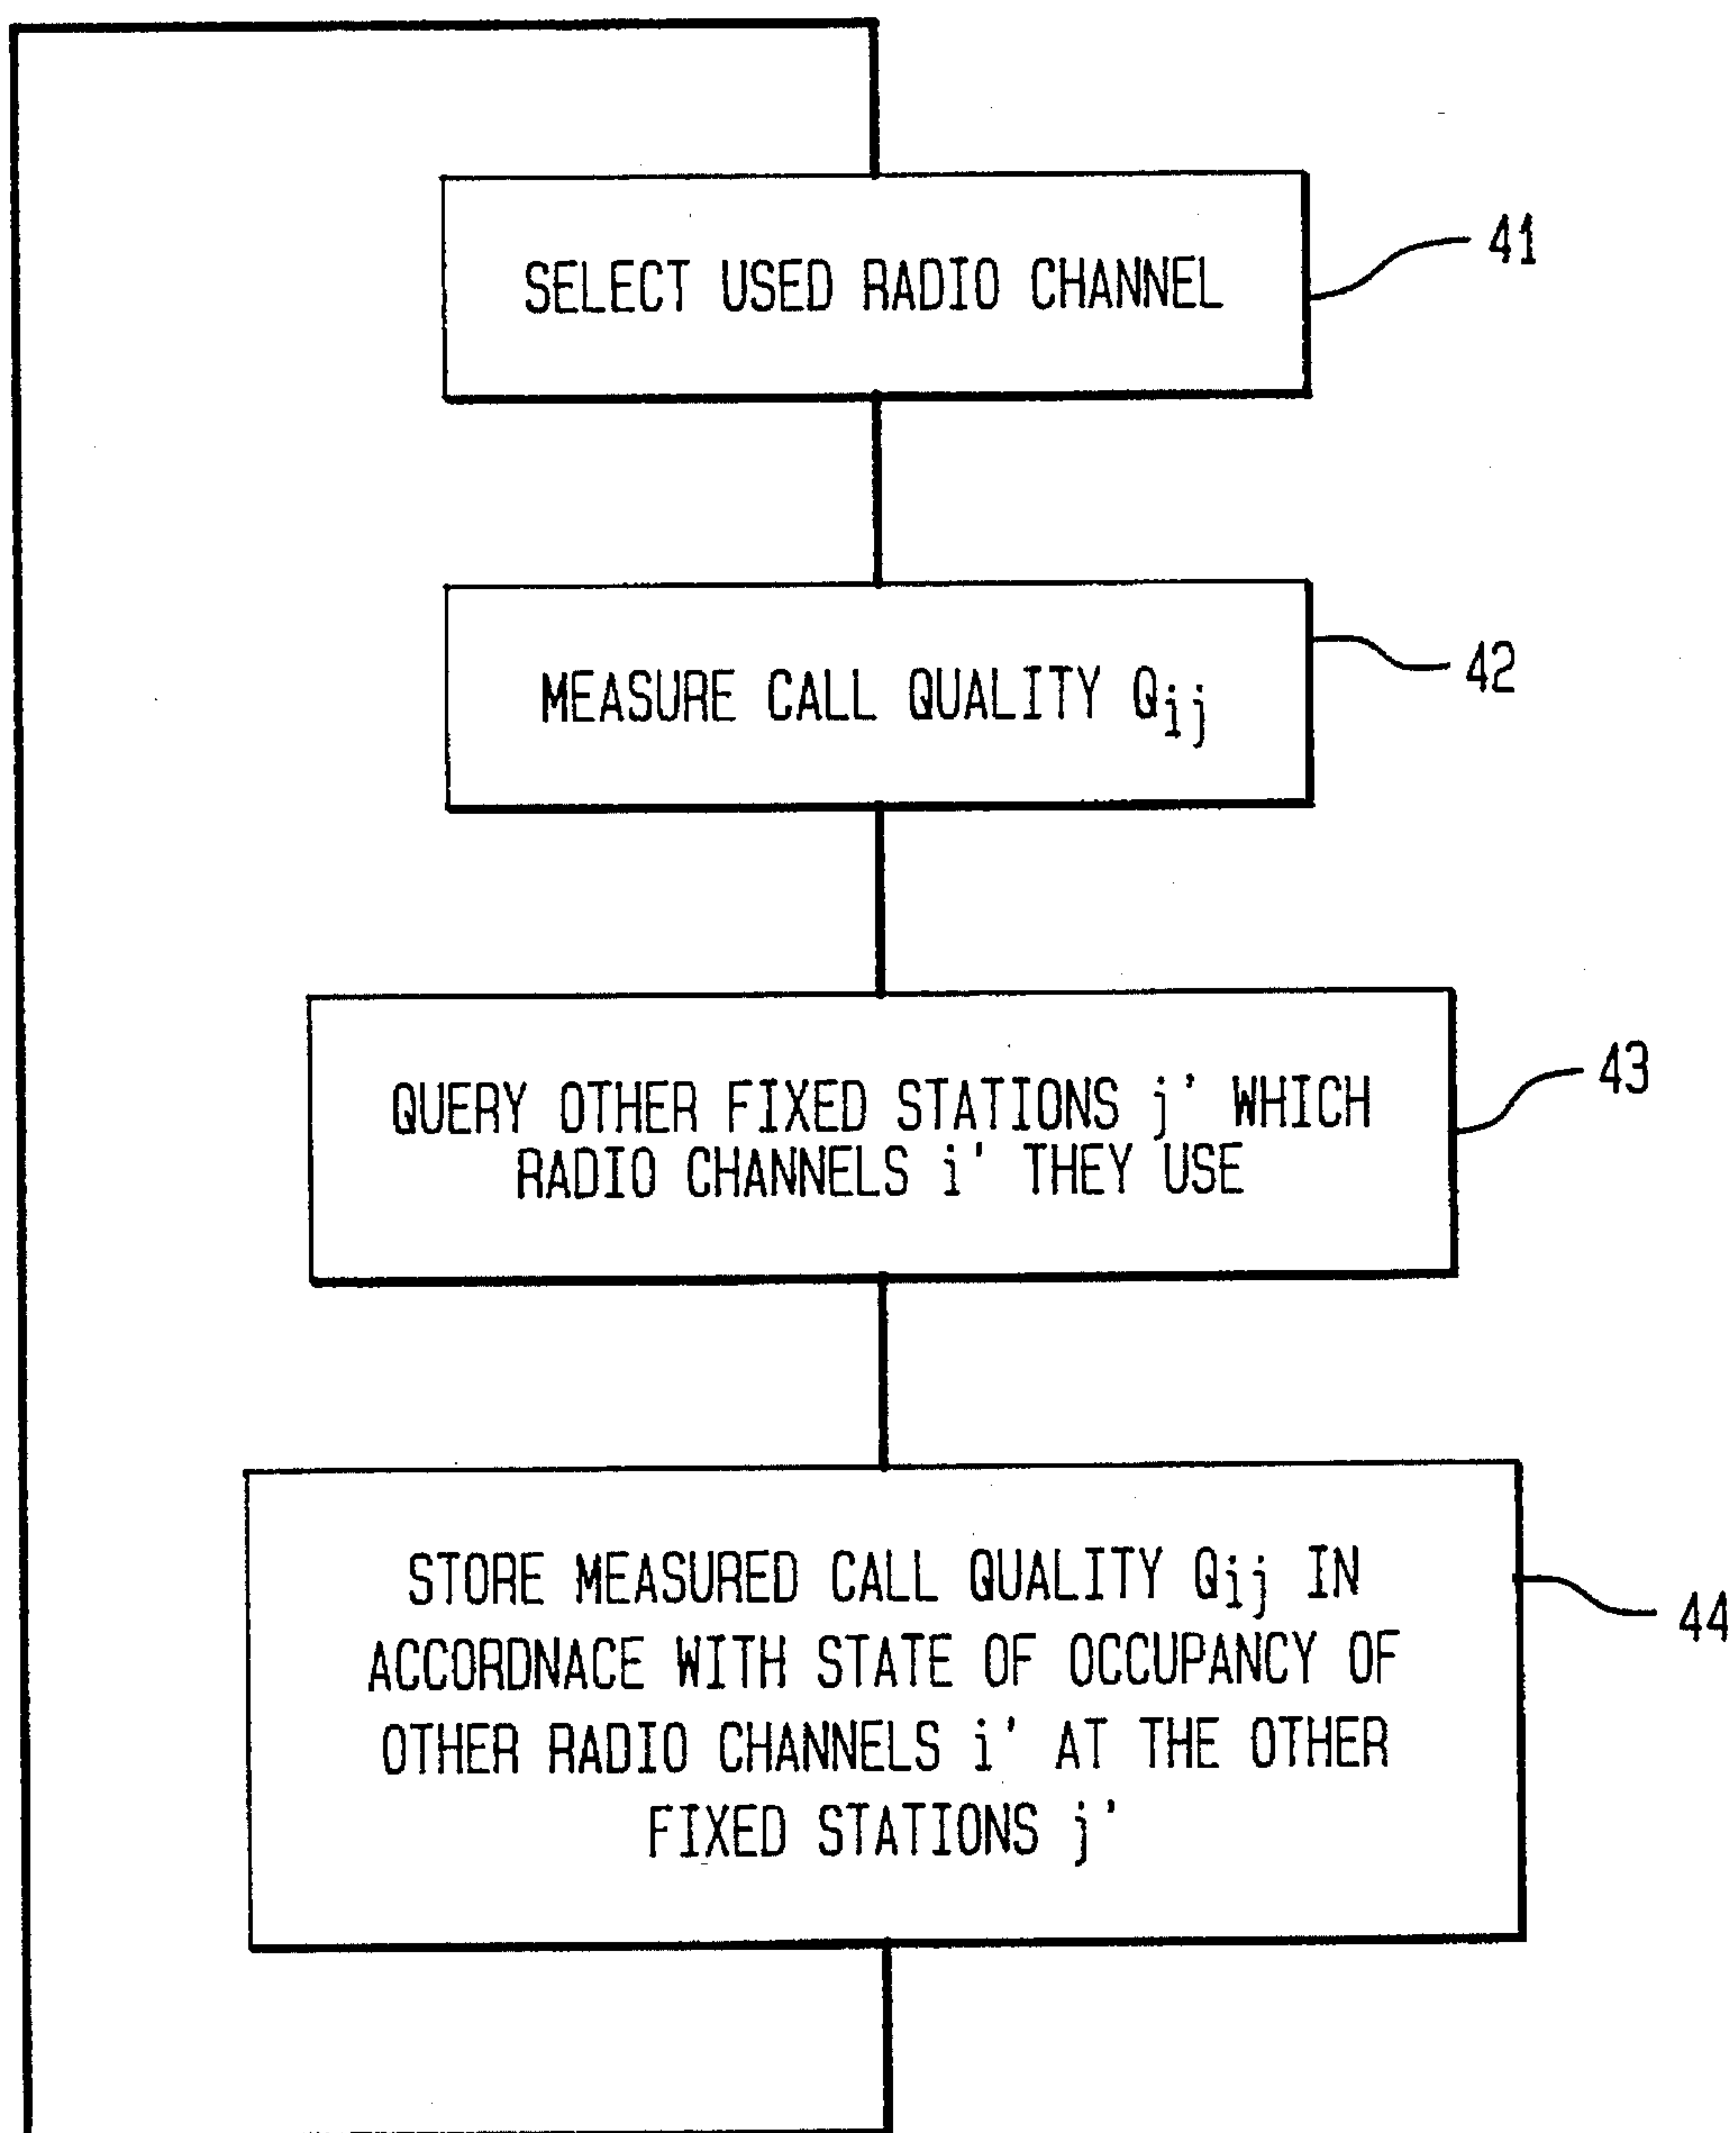 SELECT USED RADIO CHANNEL
41
MEASURE CALL QUALITY Qij
42
QUERY OTHER FIXED STATIONS j' WHICH
RADIO CHANNELS i' THEY USE
43
STORE MEASURED CALL QUALITY Qij IN
ACCORDNACE WITH STATE OF OCCUPANCY OF
OTHER RADIO CHANNELS i' AT THE OTHER
FIXED STATIONS j'
44